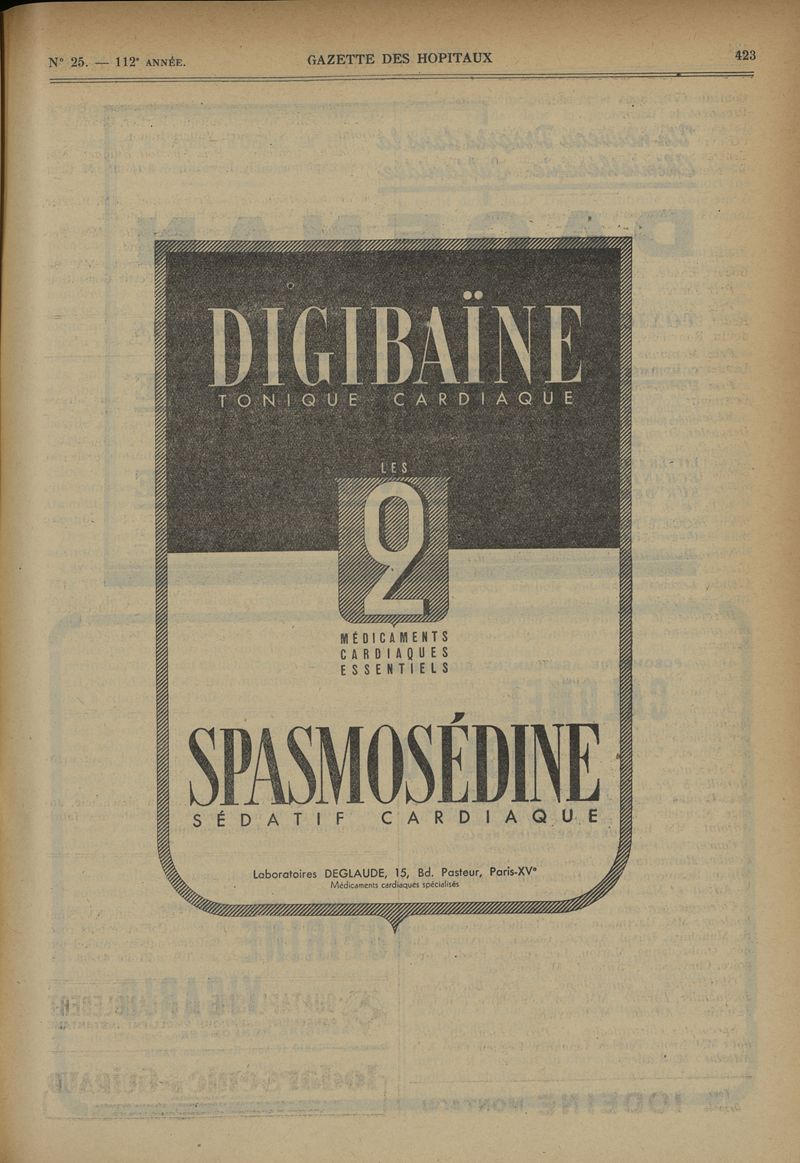 N° 25. — 112e ANNÉE.
GAZETTE DES HOPITAUX
423
DIGIBAÏNE
TONIQUE CARDIAQUE
LES
2
MÉDICAMENTS
CARDIAQUES
ESSENTIELS
SPASMOSÉDINE
SÉDATIF CARDIAQUE
Laboratoires DEGLAUDE, 15, Bd. Pasteur, Paris-XVe
Médicaments cardiaques spécialisés